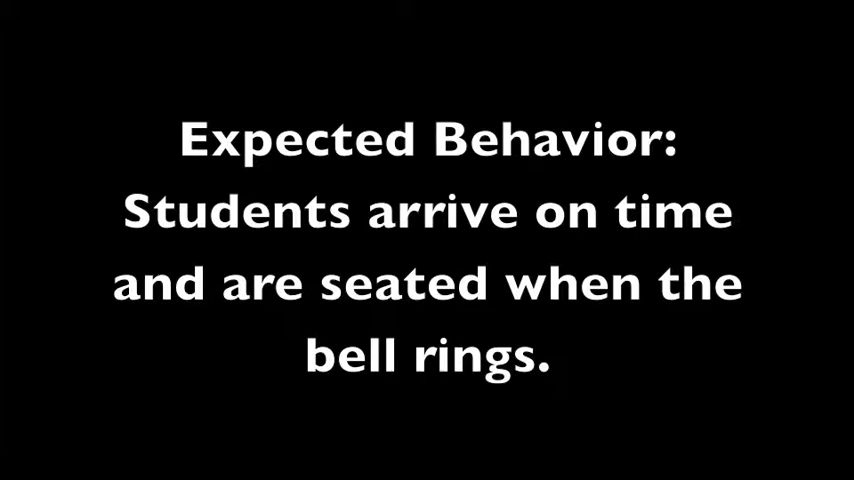 Expected Behavior:
Students arrive on time
and are seated when the
bell rings.